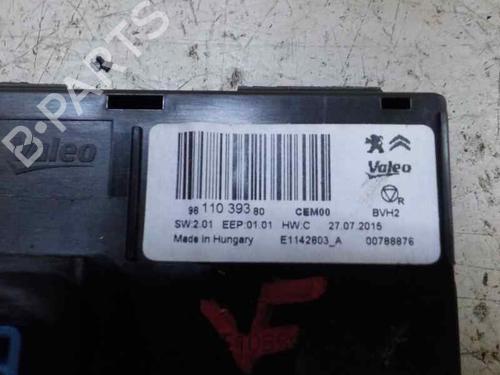 B-PARTS
Valeo
Valeo
R
98 110 393 80 CEM00 BVH2
SW:2.01 EEP:01.01 HW:C 27.07.2015
Made in Hungary E1142803_A 00788876